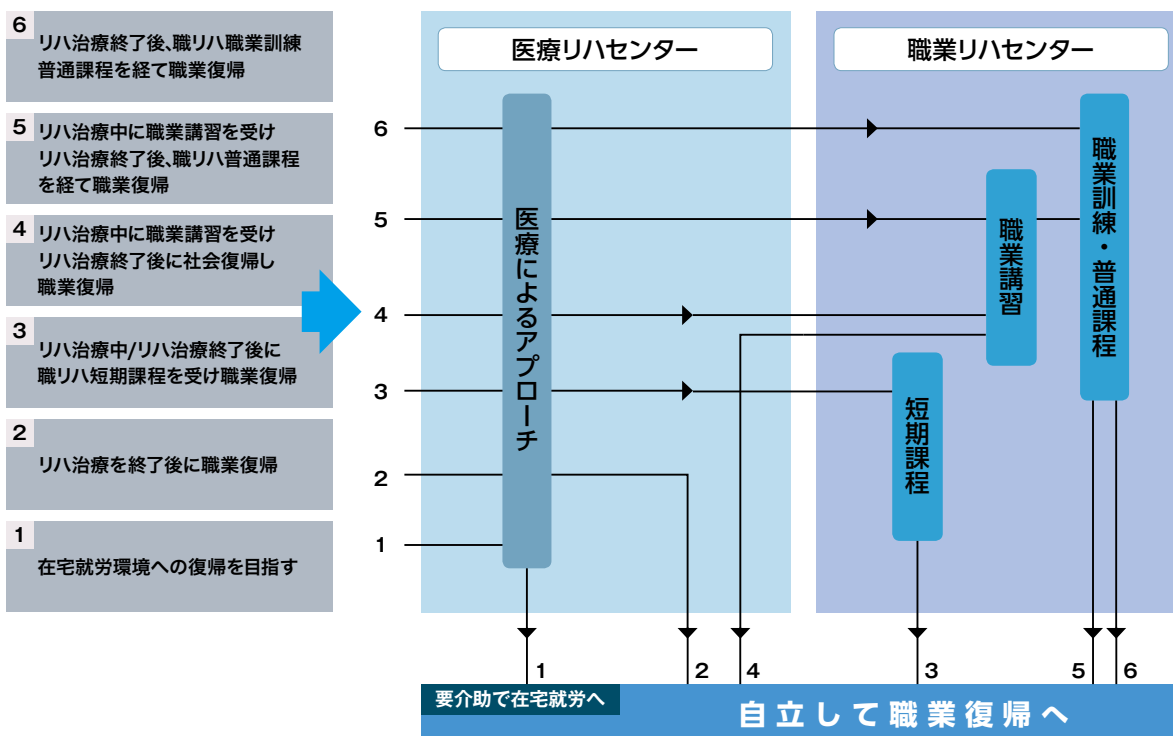 6
リハ治療終了後、職リハ職業訓練
普通課程を経て職業復帰
5
リハ治療中に職業講習を受け
リハ治療終了後、職リハ普通課程
を経て職業復帰
4
リハ治療中に職業講習を受け
リハ治療終了後に社会復帰し
職業復帰
3
リハ治療中/リハ治療終了後に
職リハ短期課程を受け職業復帰
2
リハ治療を終了後に職業復帰
1
在宅就労環境への復帰を目指す
医療リハセンター
職業リハセンター
6
5
4
3
2
1
医療によるアプローチ
短期課程
職業講習
職業訓練・普通課程
1
2
4
3
5
6
要介助で在宅就労へ
自立して職業復帰へ